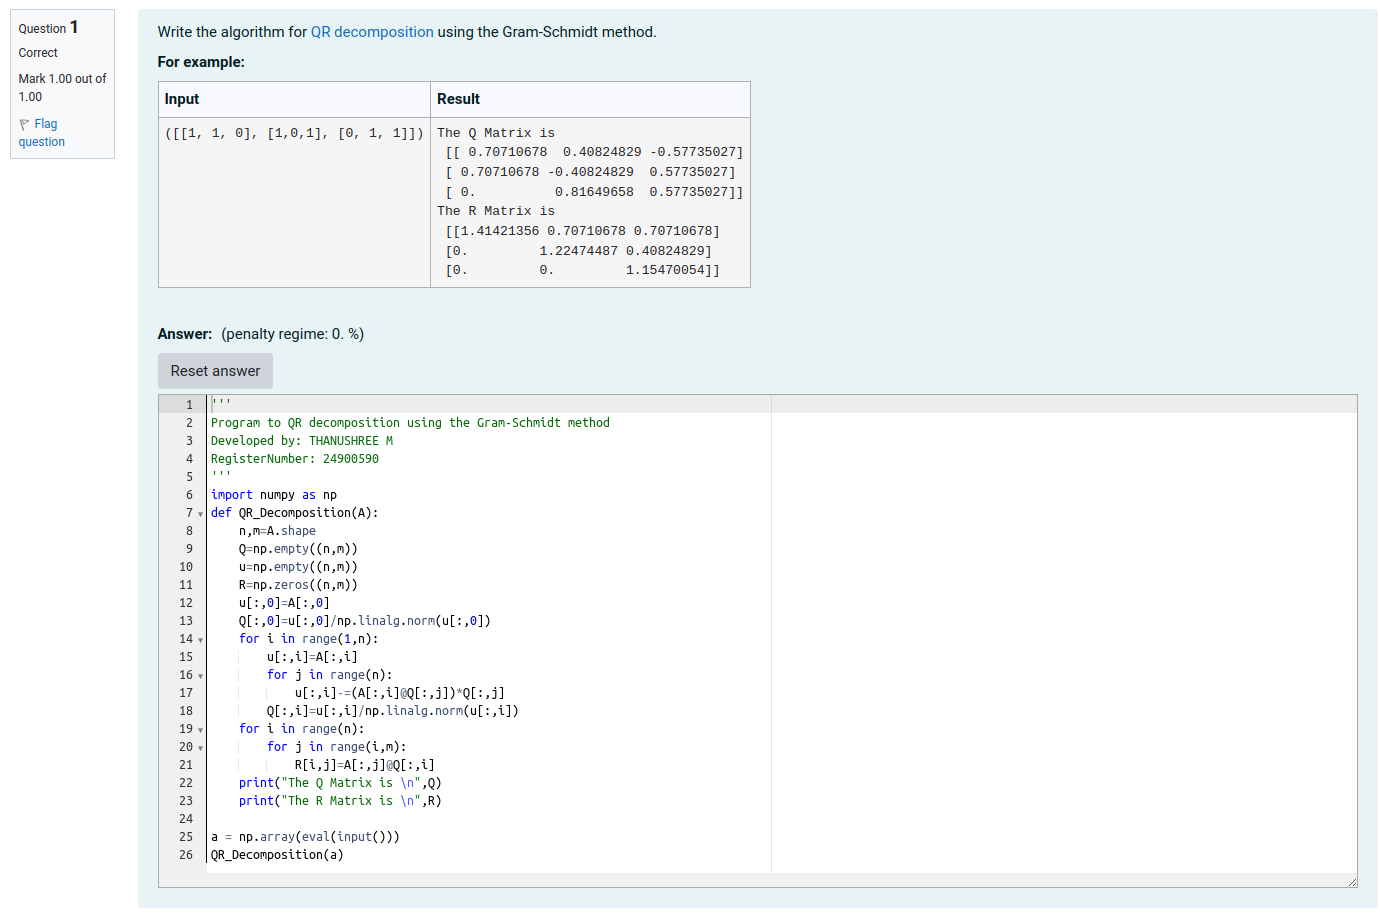 Question 1
Correct
Mark 1.00 out of
1.00
Flag
question
Write the algorithm for QR decomposition using the Gram-Schmidt method.
For example:
Input Result
([[1, 1, 0], [1,0,1], [0, 1, 1]]) The Q Matrix is
[[ 0.70710678  0.40824829 -0.57735027]
[ 0.70710678 -0.40824829  0.57735027]
[ 0.          0.81649658  0.57735027]]
The R Matrix is
[[1.41421356 0.70710678 0.70710678]
[0.         1.22474487 0.40824829]
[0.         0.         1.15470054]]
Answer: (penalty regime: 0. %)
Reset answer
1 '''
2 Program to QR decomposition using the Gram-Schmidt method
3 Developed by: THANUSHREE M
4 RegisterNumber: 24900590
5 '''
6 import numpy as np
7 def QR_Decomposition(A):
8     n,m=A.shape
9     Q=np.empty((n,m))
10     u=np.empty((n,m))
11     R=np.zeros((n,m))
12     u[:,0]=A[:,0]
13     Q[:,0]=u[:,0]/np.linalg.norm(u[:,0])
14     for i in range(1,n):
15         u[:,i]=A[:,i]
16         for j in range(n):
17             u[:,i]-=(A[:,i]@Q[:,j])*Q[:,j]
18         Q[:,i]=u[:,i]/np.linalg.norm(u[:,i])
19     for i in range(n):
20         for j in range(i,m):
21             R[i,j]=A[:,j]@Q[:,i]
22     print("The Q Matrix is \n",Q)
23     print("The R Matrix is \n",R)
24
25 a = np.array(eval(input()))
26 QR_Decomposition(a)